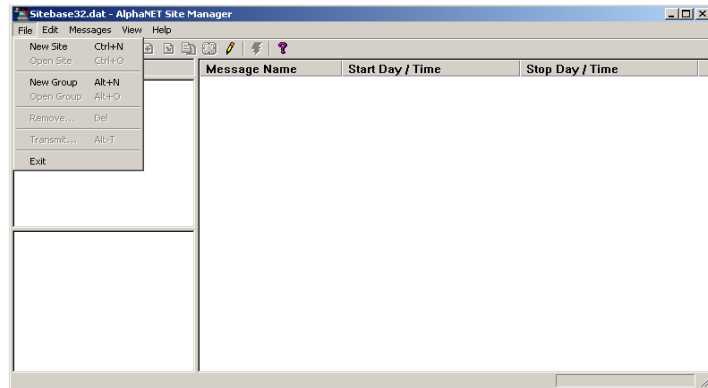 Sitebase32.dat - AlphaNET Site Manager
File Edit Messages View Help
New Site Ctrl+N
Open Site Ctrl+O
New Group Alt+N
Open Group Alt+O
Remove... Del
Transmit... Alt-T
Exit
Message Name Start Day / Time Stop Day / Time